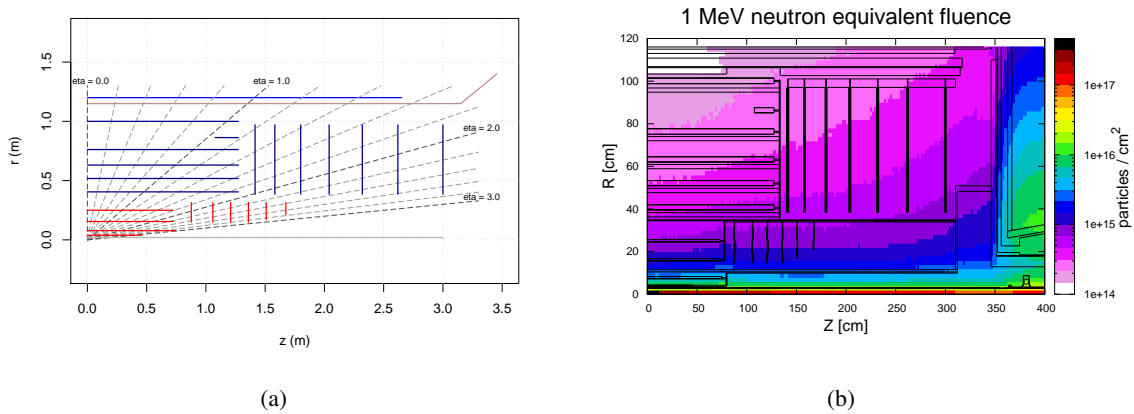 1.5
1.0
0.5
0.0
r (m)
eta = 0.0
eta = 1.0
eta = 2.0
eta = 3.0
0.0 0.5 1.0 1.5 2.0 2.5 3.0 3.5
z (m)
(a)
1 MeV neutron equivalent fluence
120
100
80
60
40
20
0
R [cm]
0 50 100 150 200 250 300 350 400
Z [cm]
1e+17
1e+16
1e+15
1e+14
particles / cm2
(b)